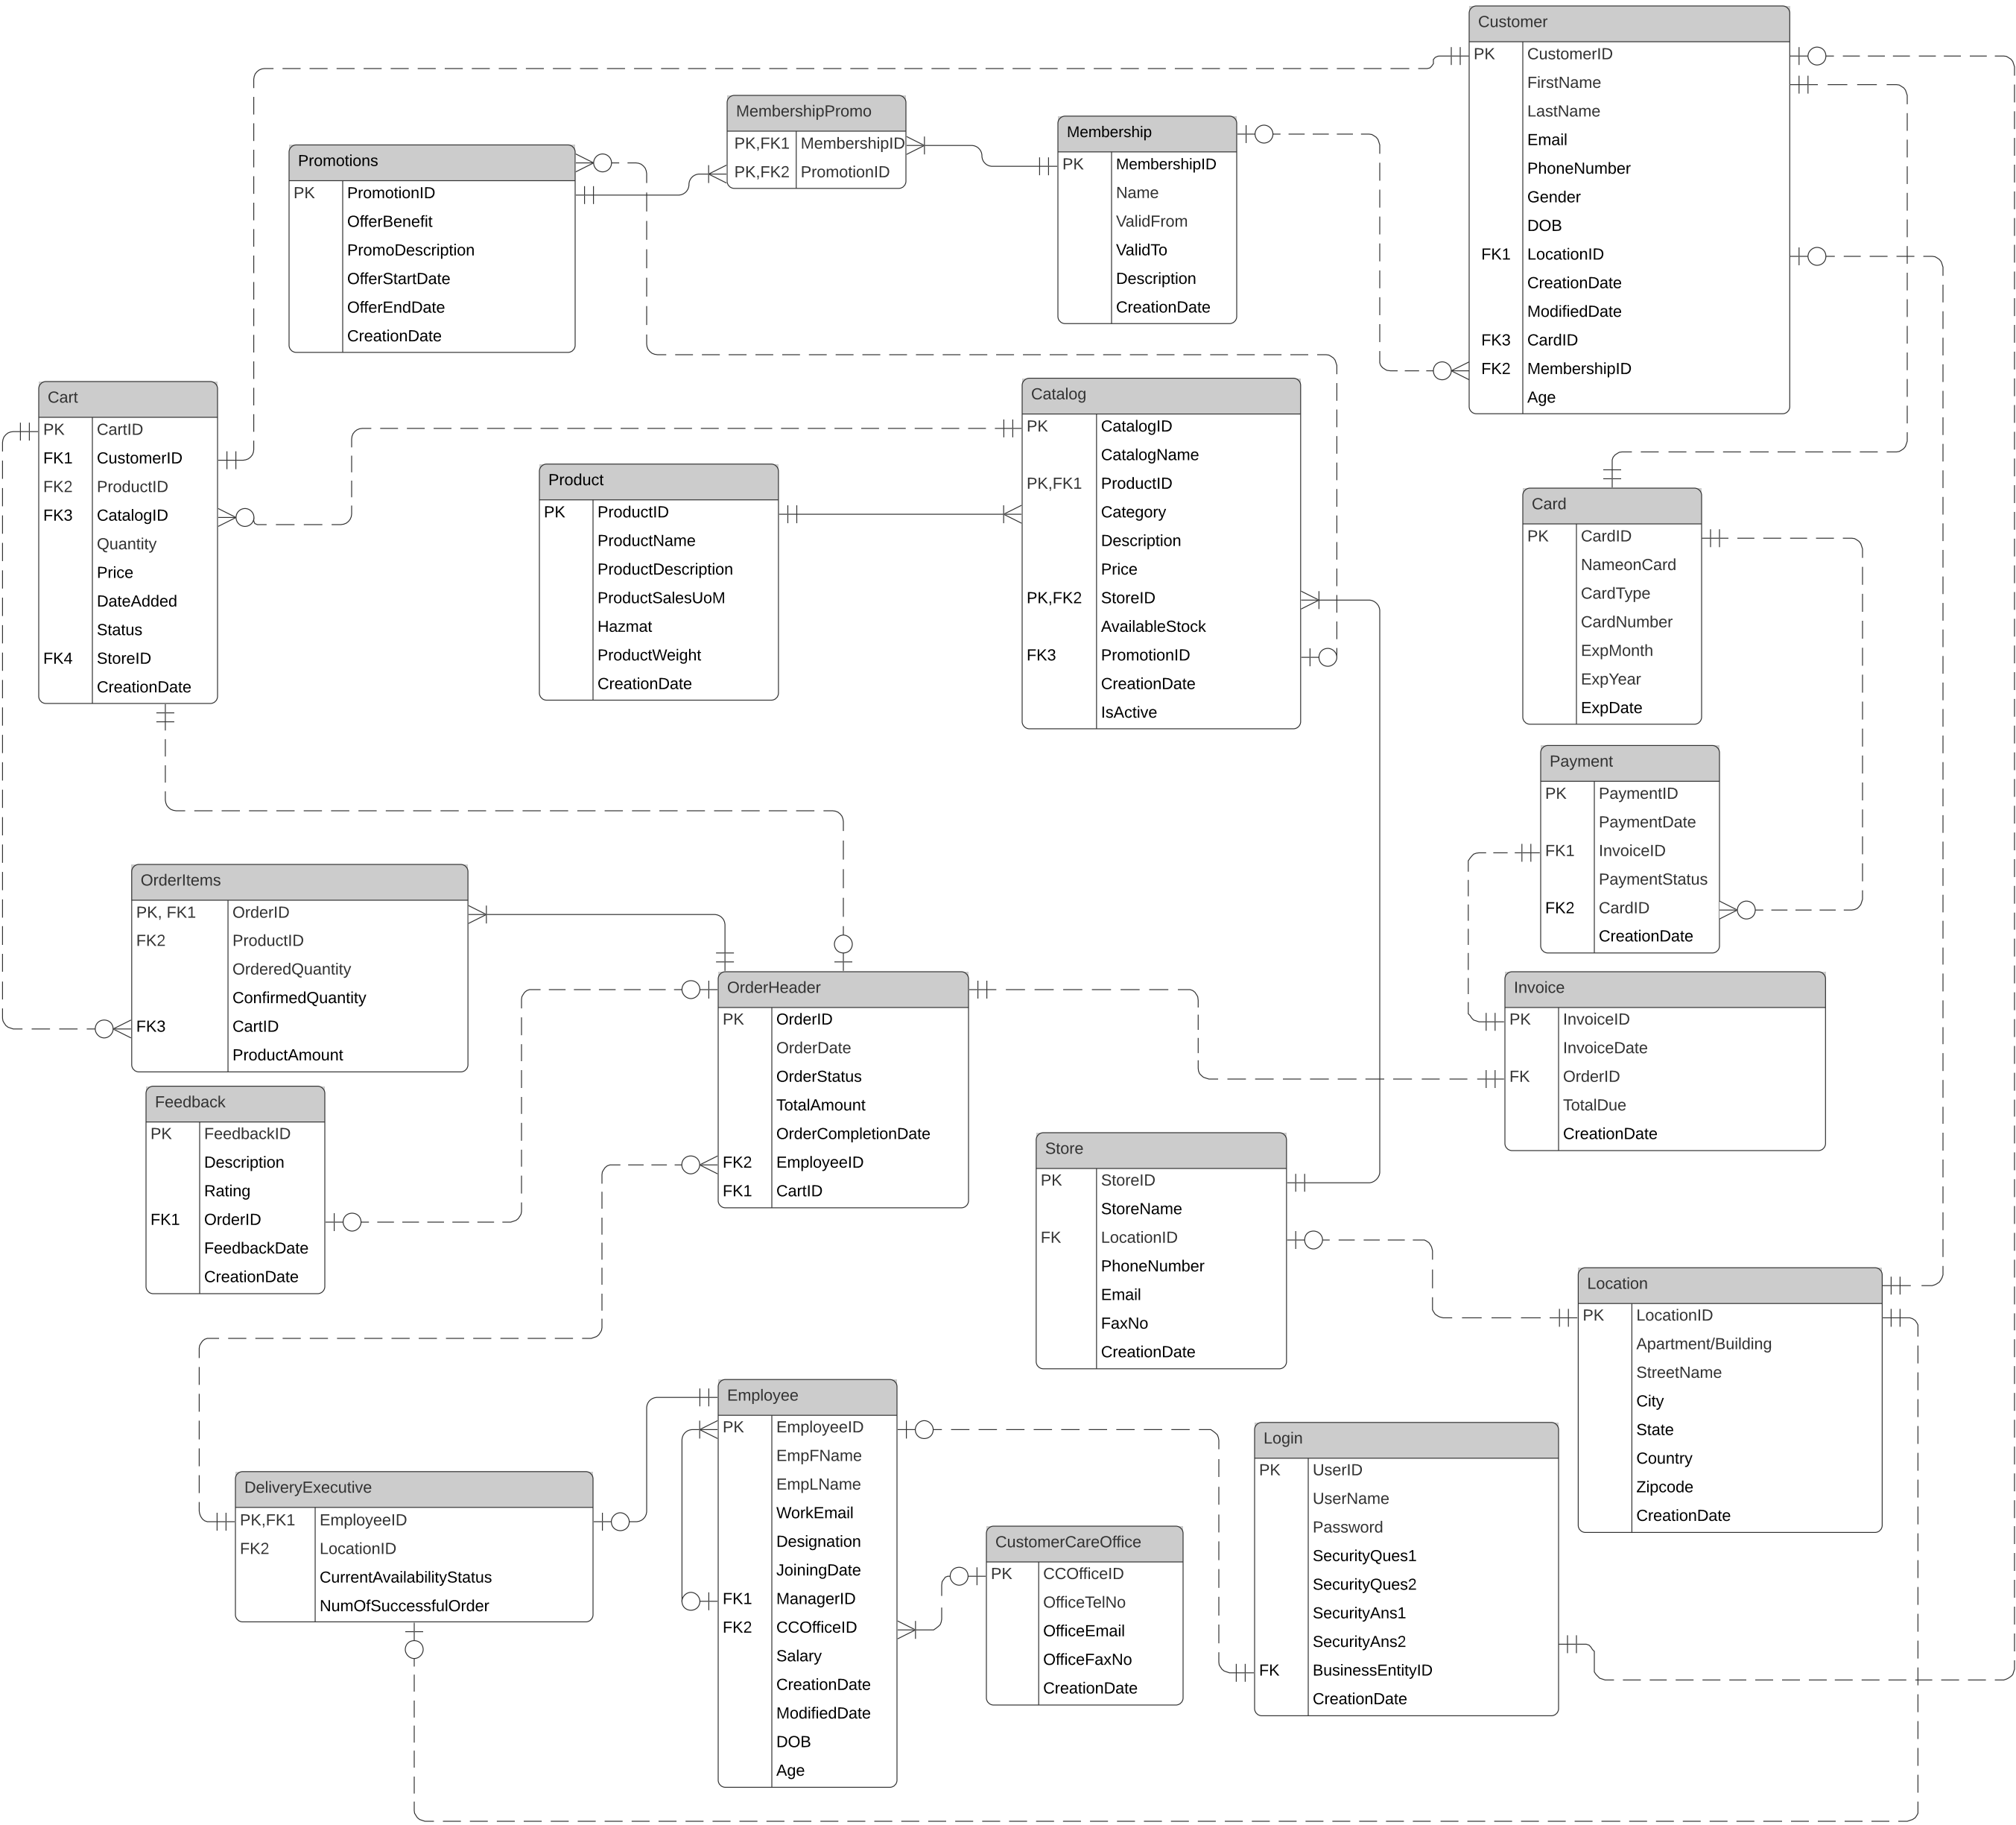 Customer
PK CustomerID
FirstName
LastName
Email
PhoneNumber
Gender
DOB
FK1 LocationID
CreationDate
ModifiedDate
FK3 CardID
FK2 MembershipID
Age
MembershipPromo
PK,FK1 MembershipID
PK,FK2 PromotionID
Membership
PK MembershipID
Name
ValidFrom
ValidTo
Description
CreationDate
Promotions
PK PromotionID
OfferBenefit
PromoDescription
OfferStartDate
OfferEndDate
CreationDate
Cart
PK CartID
FK1 CustomerID
FK2 ProductID
FK3 CatalogID
Quantity
Price
DateAdded
Status
FK4 StoreID
CreationDate
Product
PK ProductID
ProductName
ProductDescription
ProductSalesUoM
Hazmat
ProductWeight
CreationDate
Catalog
PK CatalogID
CatalogName
PK,FK1 ProductID
Category
Description
Price
PK,FK2 StoreID
AvailableStock
FK3 PromotionID
CreationDate
IsActive
Card
PK CardID
NameonCard
CardType
CardNumber
ExpMonth
ExpYear
ExpDate
Payment
PK PaymentID
PaymentDate
FK1 InvoiceID
PaymentStatus
FK2 CardID
CreationDate
OrderItems
PK, FK1 OrderID
FK2 ProductID
OrderedQuantity
ConfirmedQuantity
FK3 CartID
ProductAmount
OrderHeader
PK OrderID
OrderDate
OrderStatus
TotalAmount
OrderCompletionDate
FK2 EmployeeID
FK1 CartID
Invoice
PK InvoiceID
InvoiceDate
FK OrderID
TotalDue
CreationDate
Feedback
PK FeedbackID
Description
Rating
FK1 OrderID
FeedbackDate
CreationDate
Store
PK StoreID
StoreName
FK LocationID
PhoneNumber
Email
FaxNo
CreationDate
Location
PK LocationID
Apartment/Building
StreetName
City
State
Country
Zipcode
CreationDate
Employee
PK EmployeeID
EmpFName
EmpLName
WorkEmail
Designation
JoiningDate
FK1 ManagerID
FK2 CCOfficeID
Salary
CreationDate
ModifiedDate
DOB
Age
Login
PK UserID
UserName
Password
SecurityQues1
SecurityQues2
SecurityAns1
SecurityAns2
FK BusinessEntityID
CreationDate
DeliveryExecutive
PK,FK1 EmployeeID
FK2 LocationID
CurrentAvailabilityStatus
NumOfSuccessfulOrder
CustomerCareOffice
PK CCOfficeID
OfficeTelNo
OfficeEmail
OfficeFaxNo
CreationDate